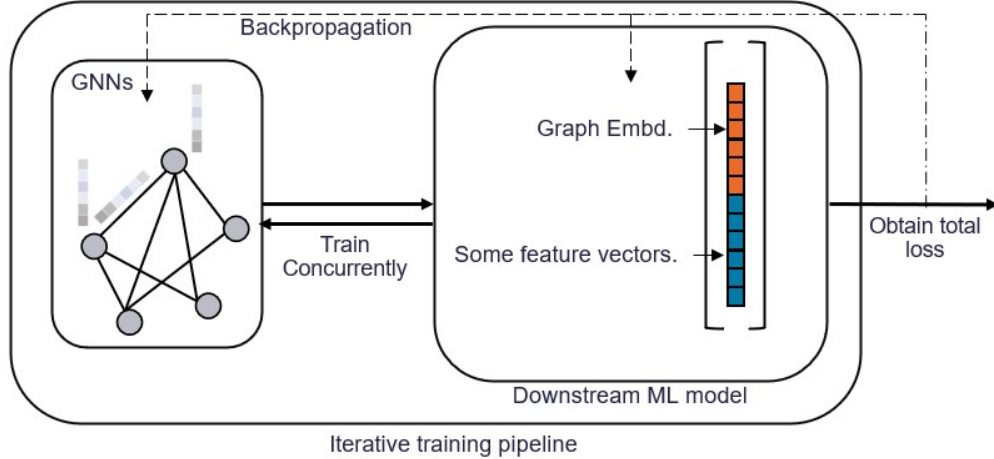 Backpropagation
GNNs
Graph Embd.
Some feature vectors.
Train
Concurrently
Obtain total
loss
Downstream ML model
Iterative training pipeline